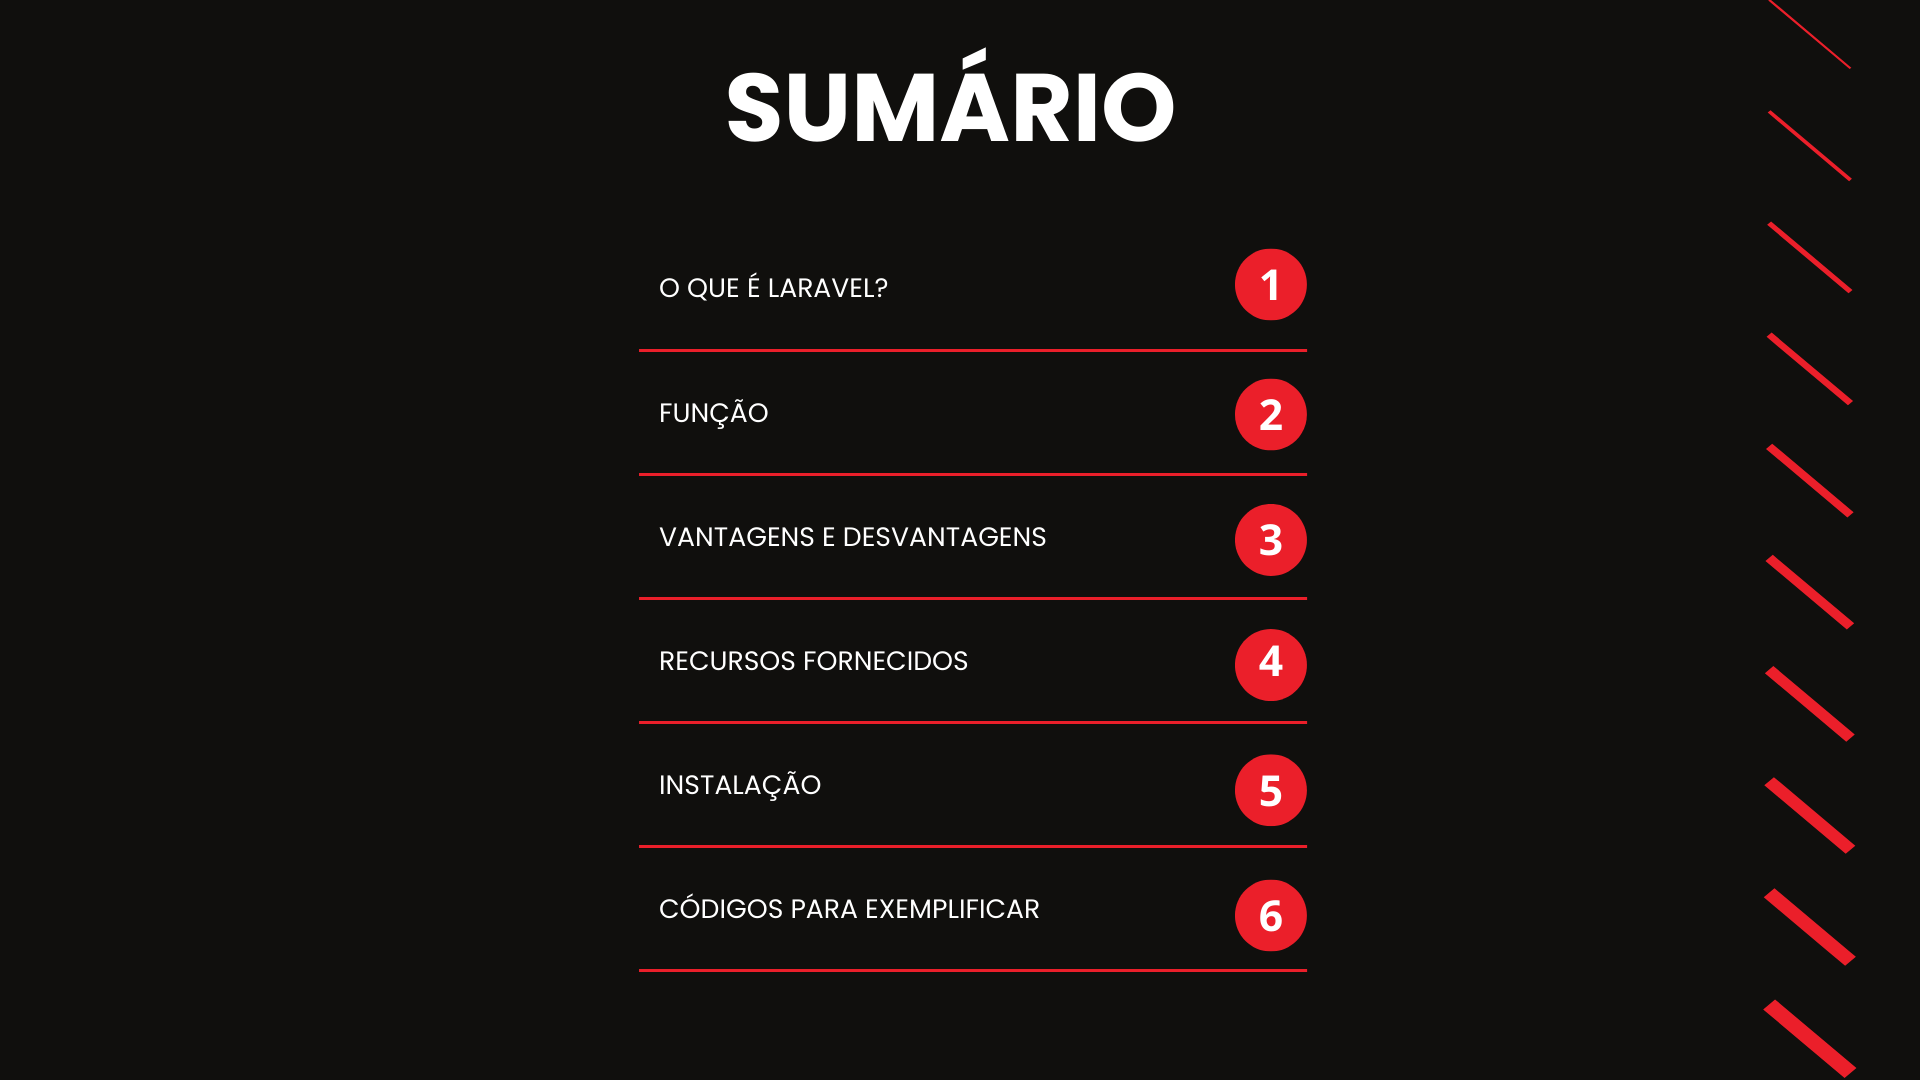 SUMÁRIO
O QUE É LARAVEL? 1
FUNÇÃO 2
VANTAGENS E DESVANTAGENS 3
RECURSOS FORNECIDOS 4
INSTALAÇÃO 5
CÓDIGOS PARA EXEMPLIFICAR 6